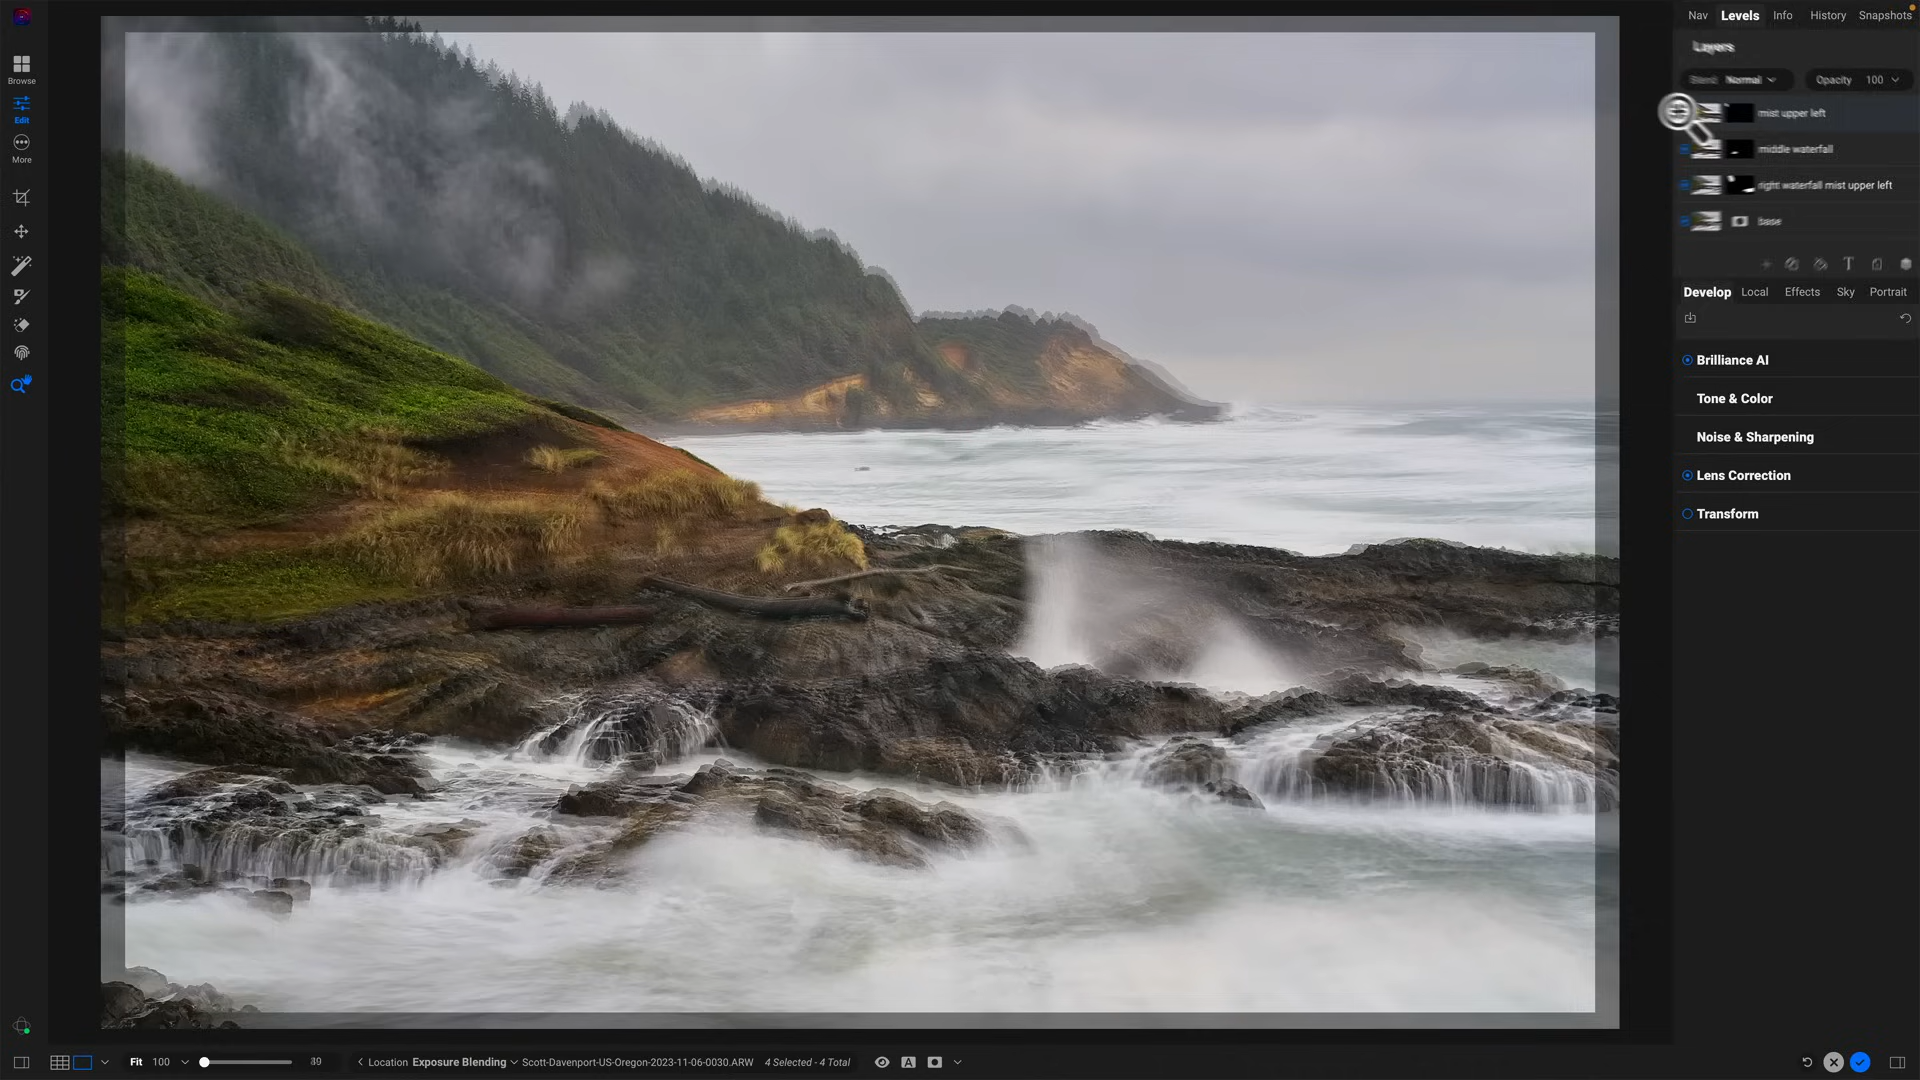 Nav Levels Info History Snapshots
Layers
Blend Normal Opacity 100
mist upper left
middle waterfall
right waterfall mist upper left
base
T
Develop Local Effects Sky Portrait
Brilliance AI
Tone & Color
Noise & Sharpening
Lens Correction
Transform
Browse
Edit
More
Fit 100
Location Exposure Blending Scott-Davenport-US-Oregon-2023-11-06-0030.ARW 4 Selected - 4 Total
A